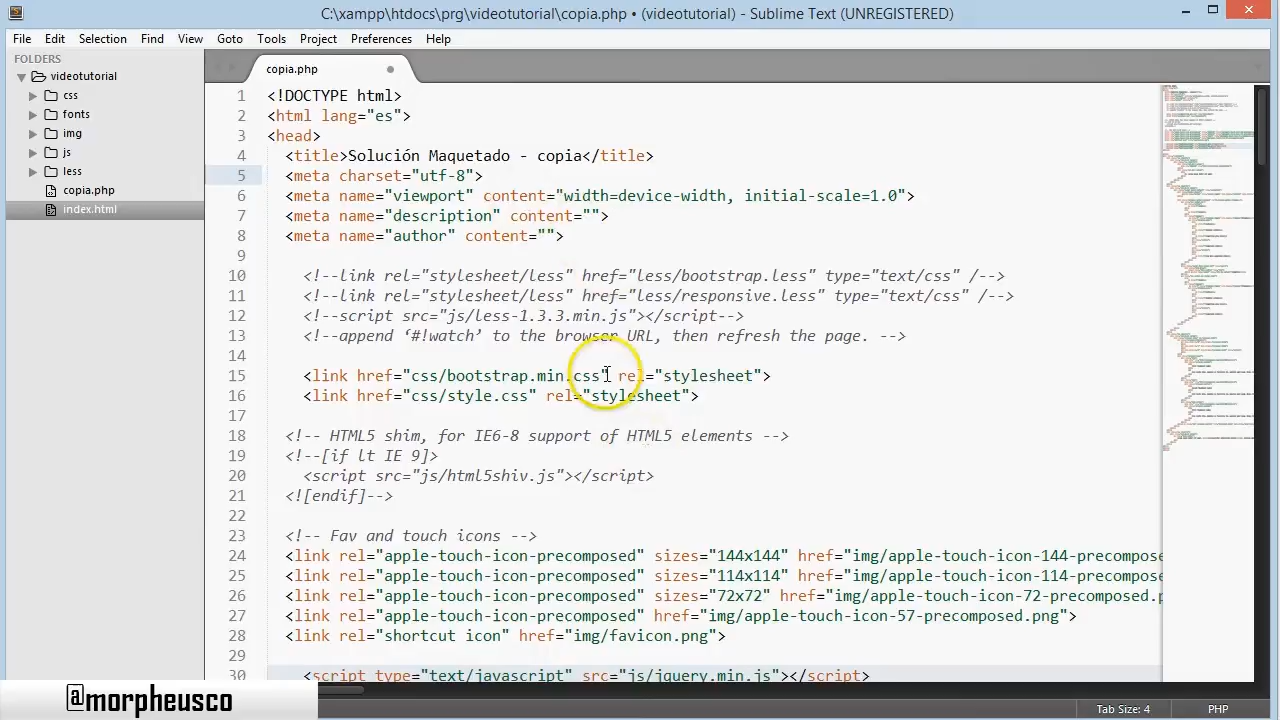 C:\xampp\htdocs\prg\videotutorial\copia.php • (videotutorial) - Sublime Text (UNREGISTERED)
File Edit Selection Find View Goto Tools Project Preferences Help
FOLDERS
videotutorial
css
fonts
img
js
less
copia.php
index.html
copia.php
1 <!DOCTYPE html>
2 <html lang="es">
3 <head>
4 <title>Solución Maquetado - copia</title>
5 <meta charset="utf-8">
6 <meta name="viewport" content="width=device-width, initial-scale=1.0">
7 <meta name="description" content="">
8 <meta name="author" content="">
9
10 <!--link rel="stylesheet/less" href="less/bootstrap.less" type="text/css" /-->
11 <!--link rel="stylesheet/less" href="less/responsive.less" type="text/css" /-->
12 <!--script src="js/less-1.3.3.min.js"></script-->
13 <!--append '#!watch' to the browser URL, then refresh the page. -->
14
15 <link href="css/bootstrap.min.css" rel="stylesheet">
16 <link href="css/style.css" rel="stylesheet">
17
18 <!-- HTML5 shim, for IE6-8 support of HTML5 elements -->
19 <!--[if lt IE 9]>
20 <script src="js/html5shiv.js"></script>
21 <![endif]-->
22
23 <!-- Fav and touch icons -->
24 <link rel="apple-touch-icon-precomposed" sizes="144x144" href="img/apple-touch-icon-144-precompose
25 <link rel="apple-touch-icon-precomposed" sizes="114x114" href="img/apple-touch-icon-114-precompose
26 <link rel="apple-touch-icon-precomposed" sizes="72x72" href="img/apple-touch-icon-72-precomposed.p
27 <link rel="apple-touch-icon-precomposed" href="img/apple-touch-icon-57-precomposed.png">
28 <link rel="shortcut icon" href="img/favicon.png">
29
30 <script type="text/javascript" src="js/jquery.min.js"></script>
@morpheusco
Tab Size: 4 PHP